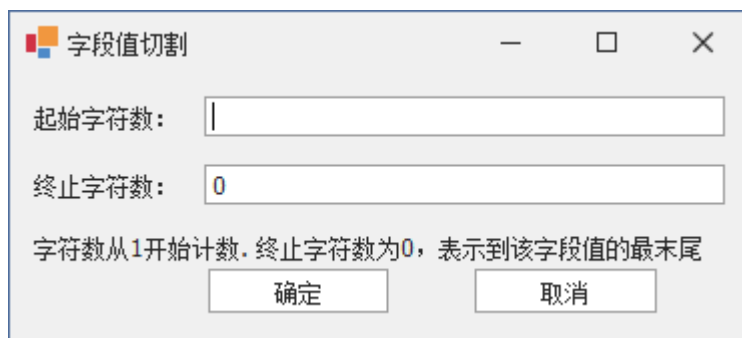 字段值切割
起始字符数:
终止字符数: 0
字符数从1开始计数.终止字符数为0，表示到该字段值的最末尾
确定 取消